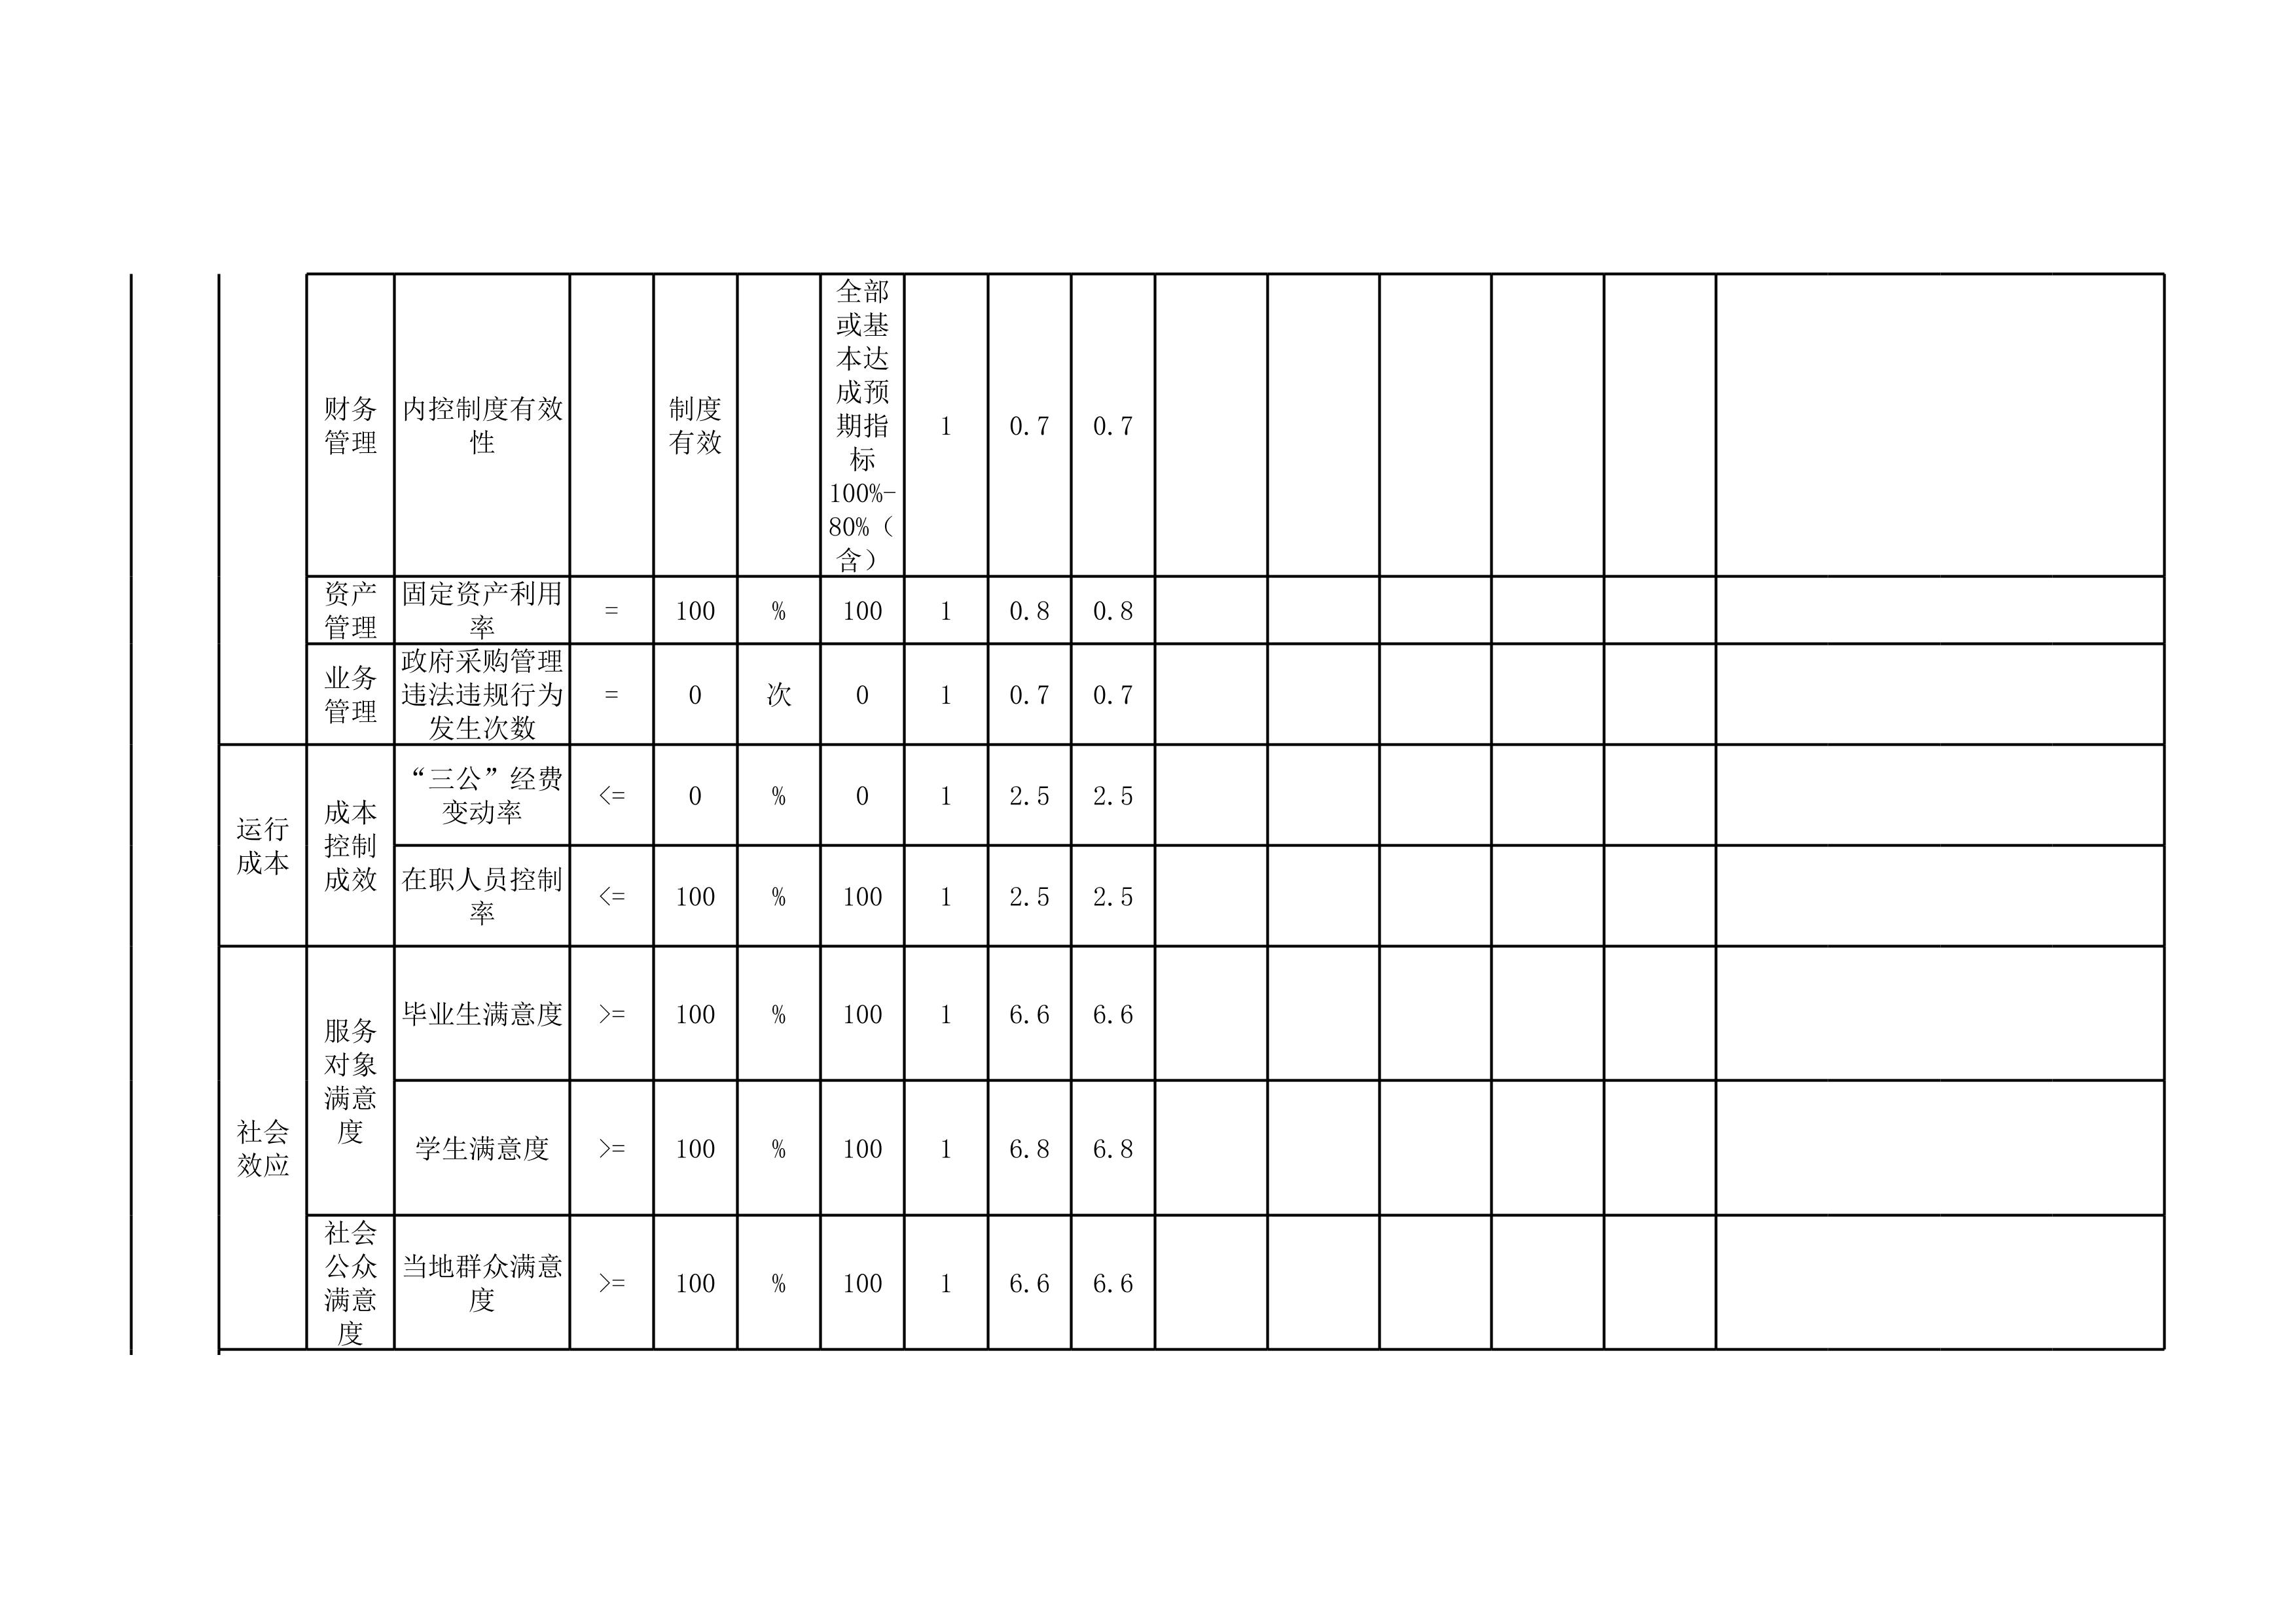 财务
管理
内控制度有效
性
制度
有效
全部
或基
本达
成预
期指
标
100%-
80%（
含）
1
0.7
0.7
资产
管理
固定资产利用
率
=
100
%
100
1
0.8
0.8
业务
管理
政府采购管理
违法违规行为
发生次数
=
0
次
0
1
0.7
0.7
运行
成本
成本
控制
成效
“三公”经费
变动率
<=
0
%
0
1
2.5
2.5
在职人员控制
率
<=
100
%
100
1
2.5
2.5
社会
效应
服务
对象
满意
度
毕业生满意度
>=
100
%
100
1
6.6
6.6
学生满意度
>=
100
%
100
1
6.8
6.8
社会
公众
满意
度
当地群众满意
度
>=
100
%
100
1
6.6
6.6